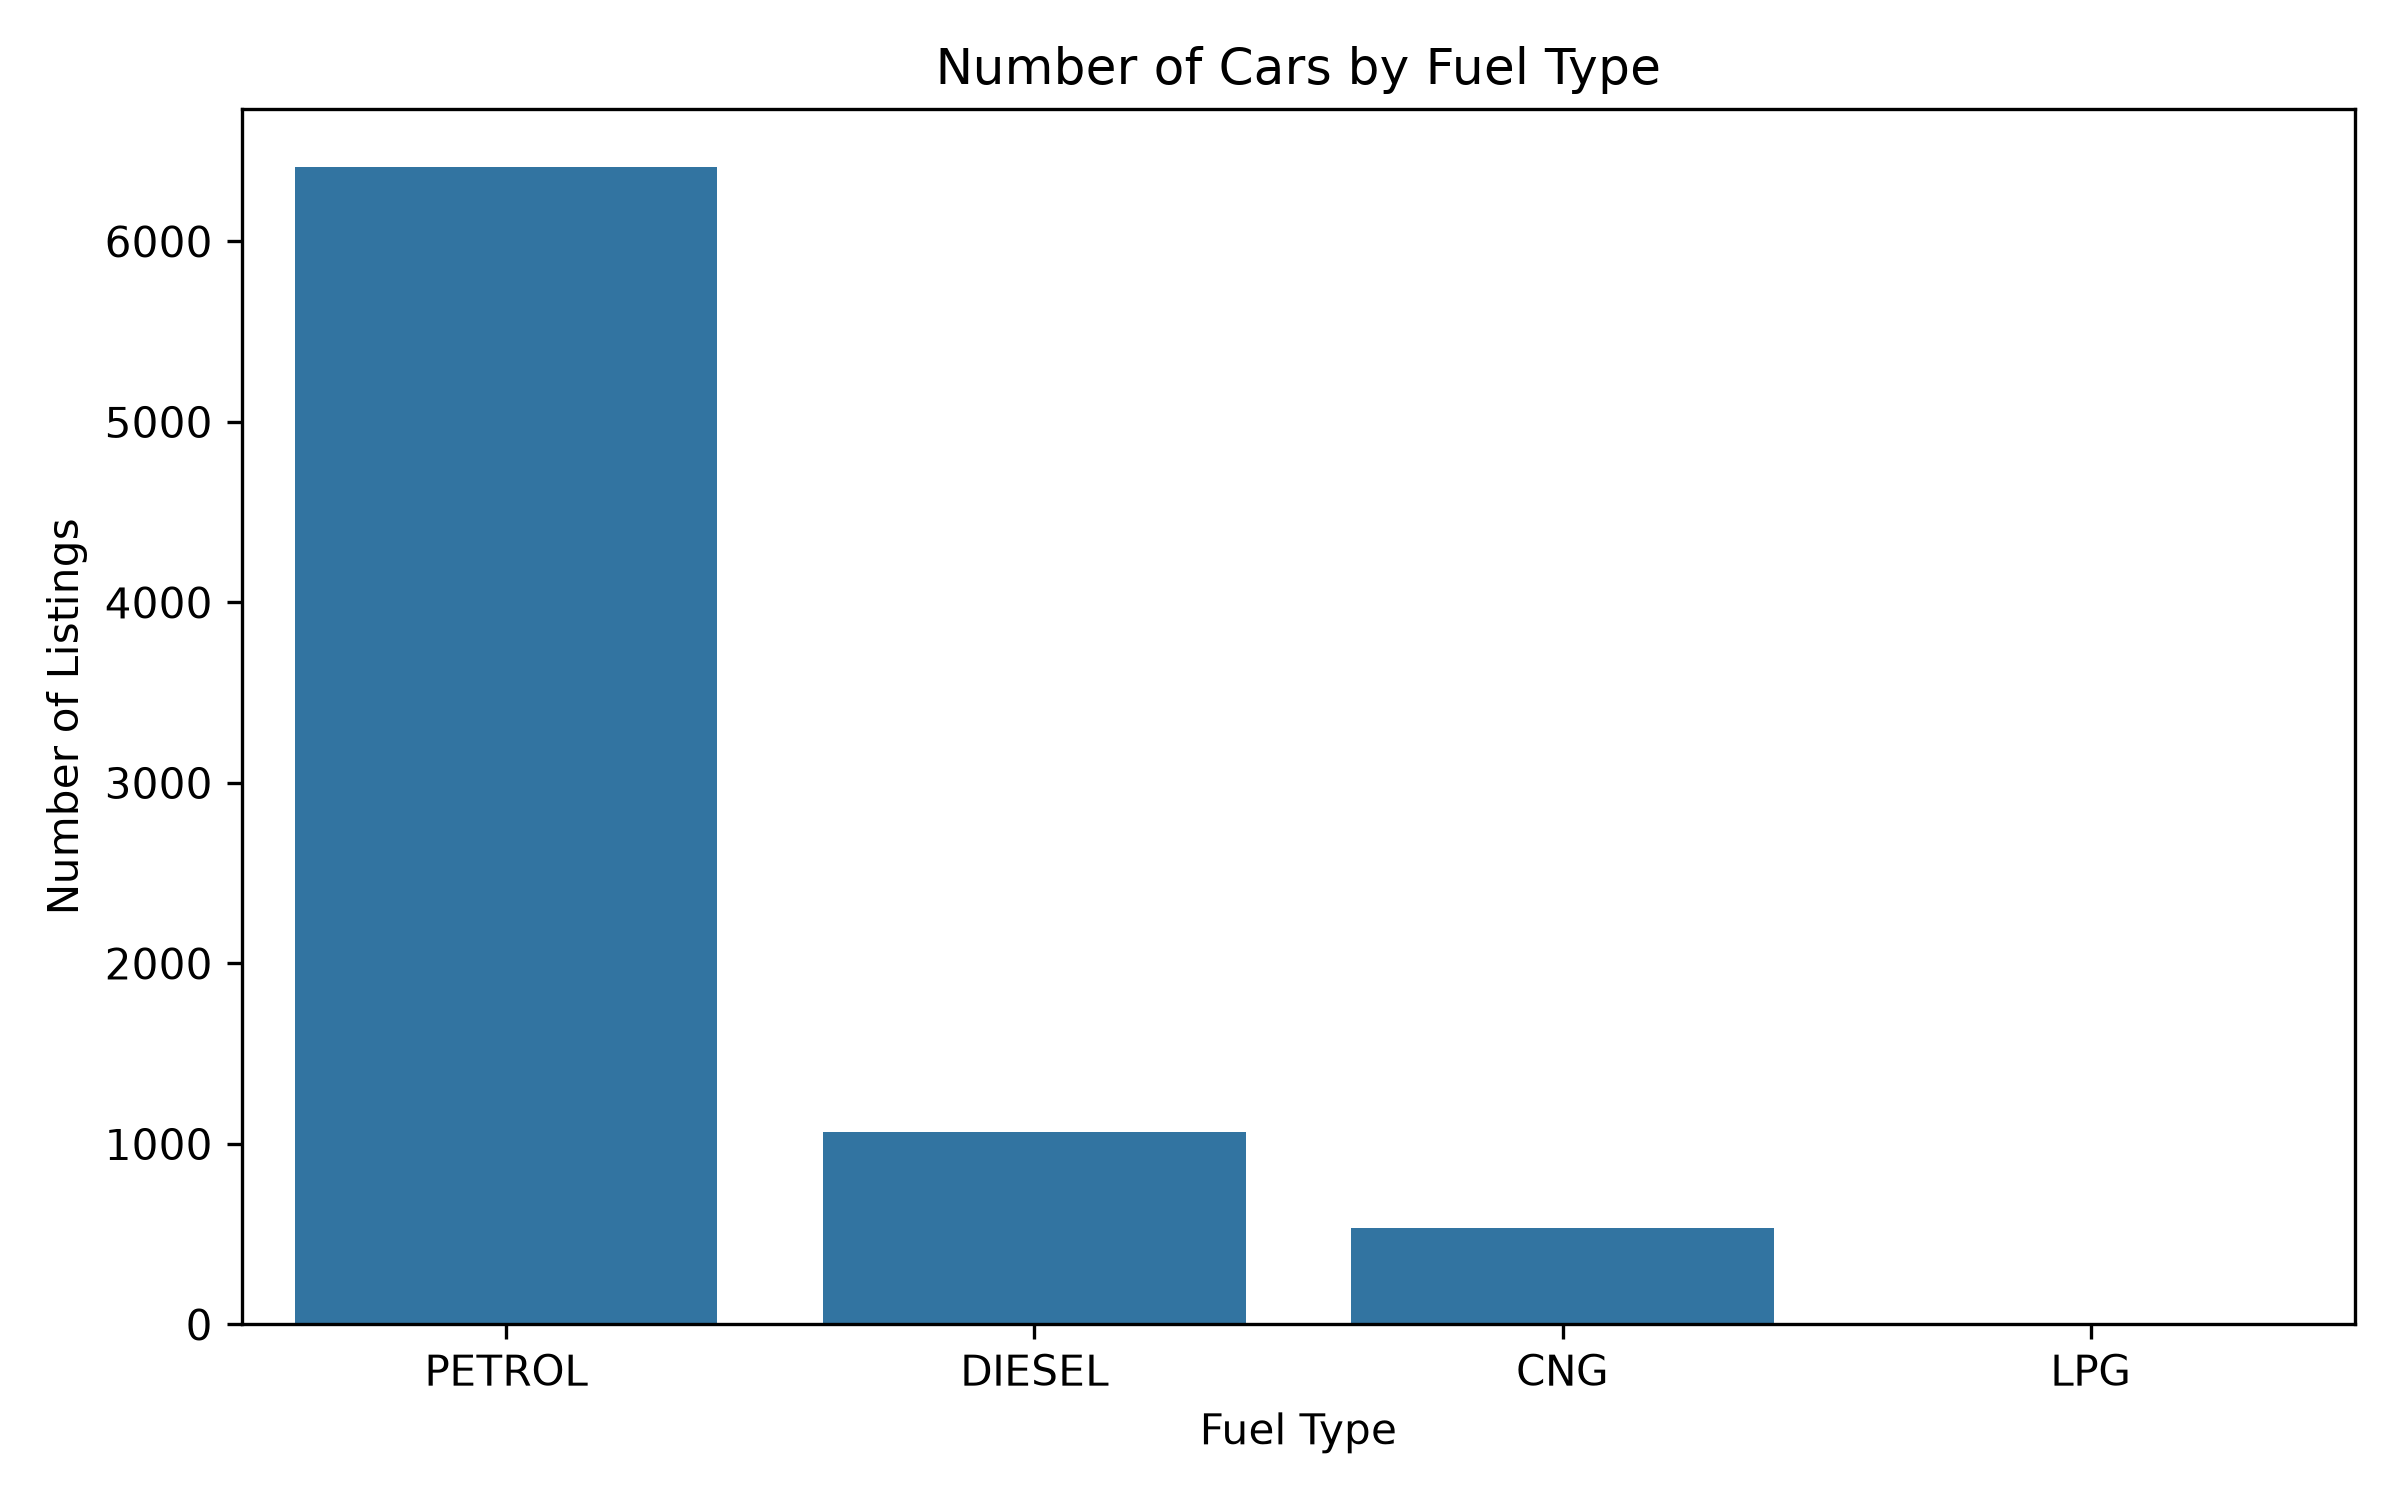 Number of Cars by Fuel Type
Number of Listings
6000
5000
4000
3000
2000
1000
0
PETROL DIESEL CNG LPG
Fuel Type